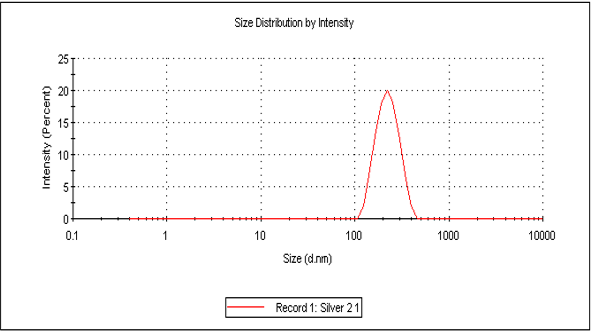 Size Distribution by Intensity
Intensity (Percent)
25
20
15
10
5
0
0.1 1 10 100 1000 10000
Size (d.nm)
Record 1: Silver 2 1